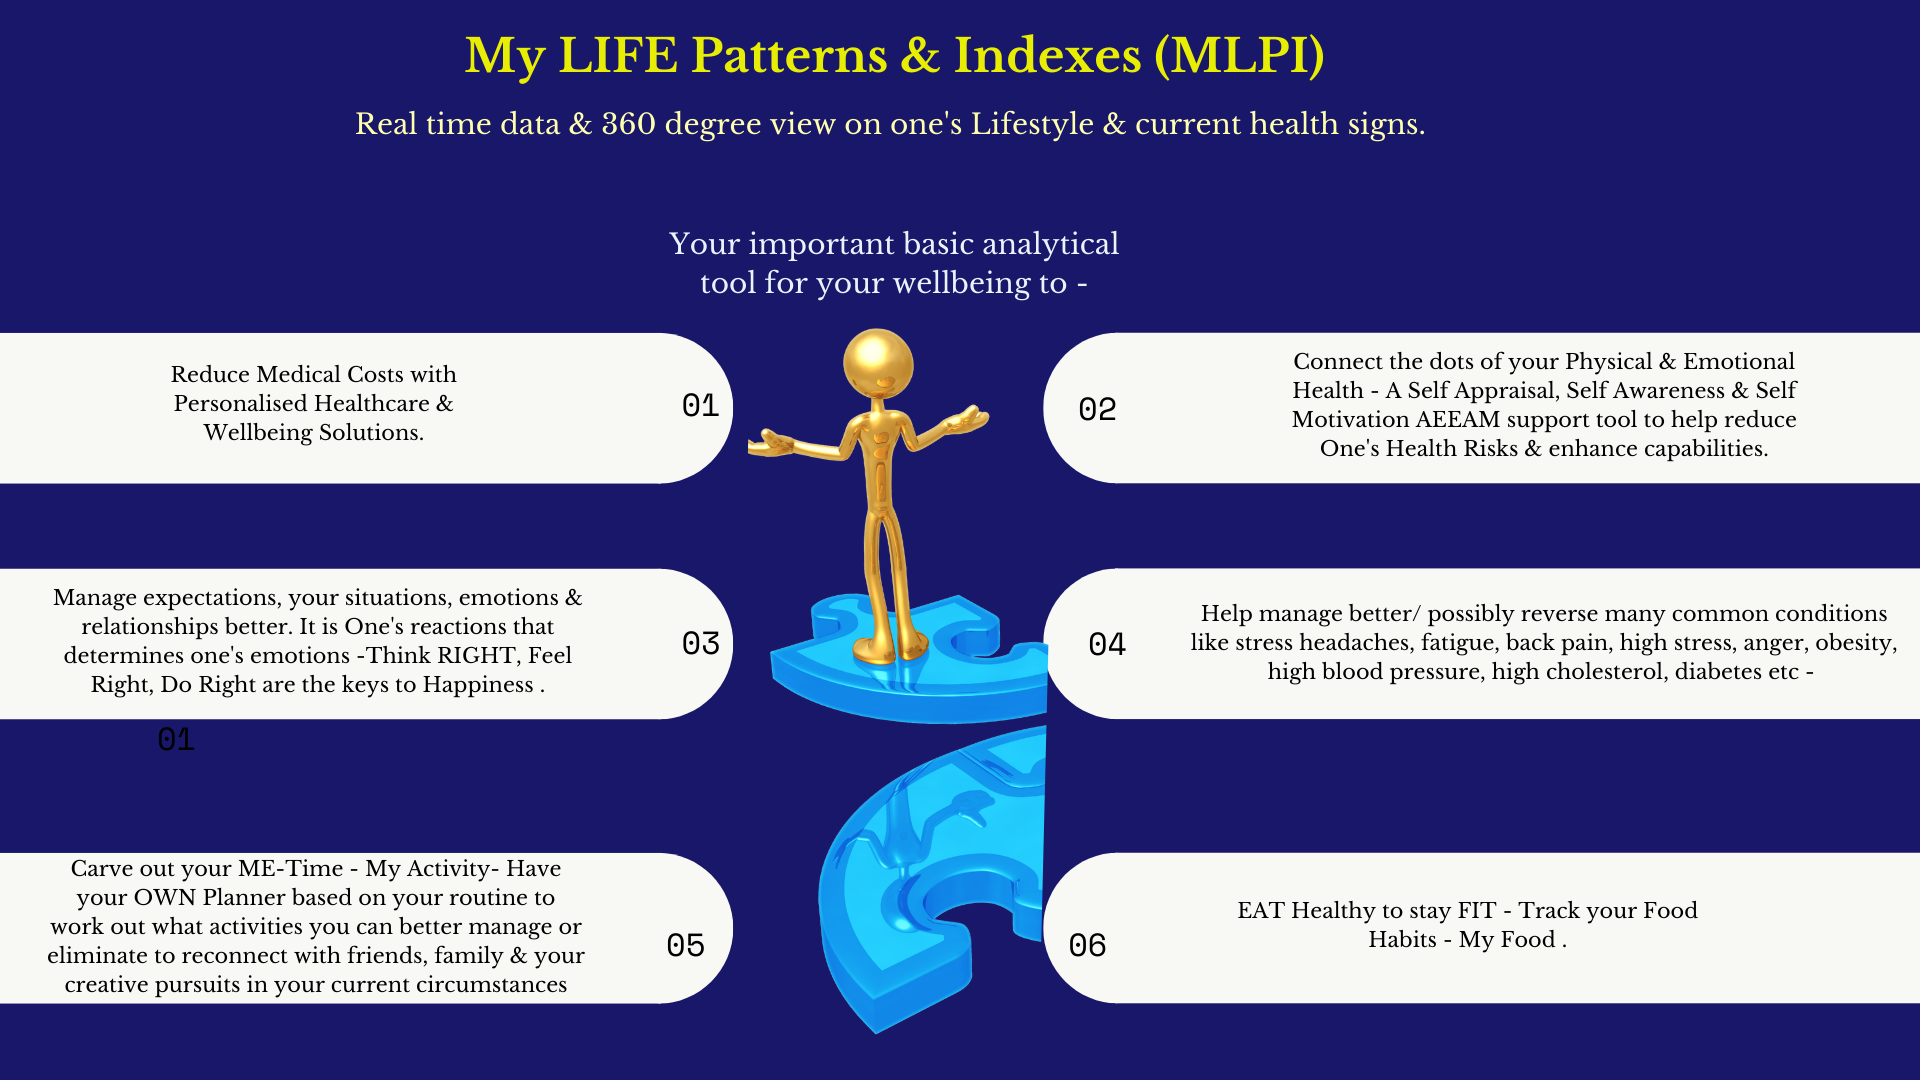 My LIFE Patterns & Indexes (MLPI)
Real time data & 360 degree view on one's Lifestyle & current health signs.
Your important basic analytical
tool for your wellbeing to -
Reduce Medical Costs with
Personalised Healthcare &
Wellbeing Solutions.
01
Connect the dots of your Physical & Emotional
Health - A Self Appraisal, Self Awareness & Self
Motivation AEEAM support tool to help reduce
One's Health Risks & enhance capabilities.
02
Manage expectations, your situations, emotions &
relationships better. It is One's reactions that
determines one's emotions -Think RIGHT, Feel
Right, Do Right are the keys to Happiness .
03
01
Help manage better/ possibly reverse many common conditions
like stress headaches, fatigue, back pain, high stress, anger, obesity,
high blood pressure, high cholesterol, diabetes etc -
04
Carve out your ME-Time - My Activity- Have
your OWN Planner based on your routine to
work out what activities you can better manage or
eliminate to reconnect with friends, family & your
creative pursuits in your current circumstances
05
EAT Healthy to stay FIT - Track your Food
Habits - My Food .
06